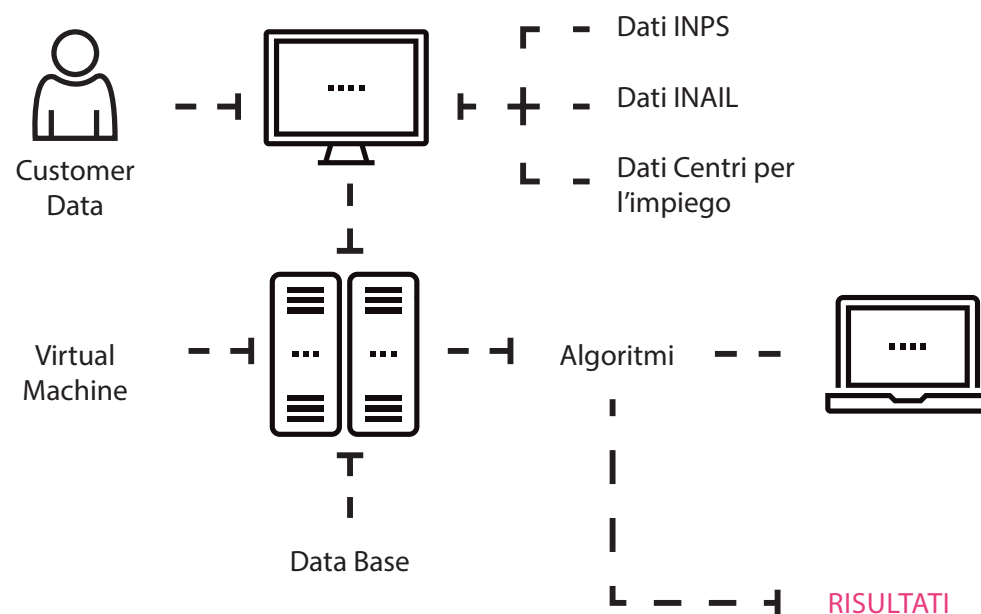 Dati INPS
Dati INAIL
Customer
Data
Dati Centri per
l'impiego
Virtual
Machine
Algoritmi
Data Base
RISULTATI